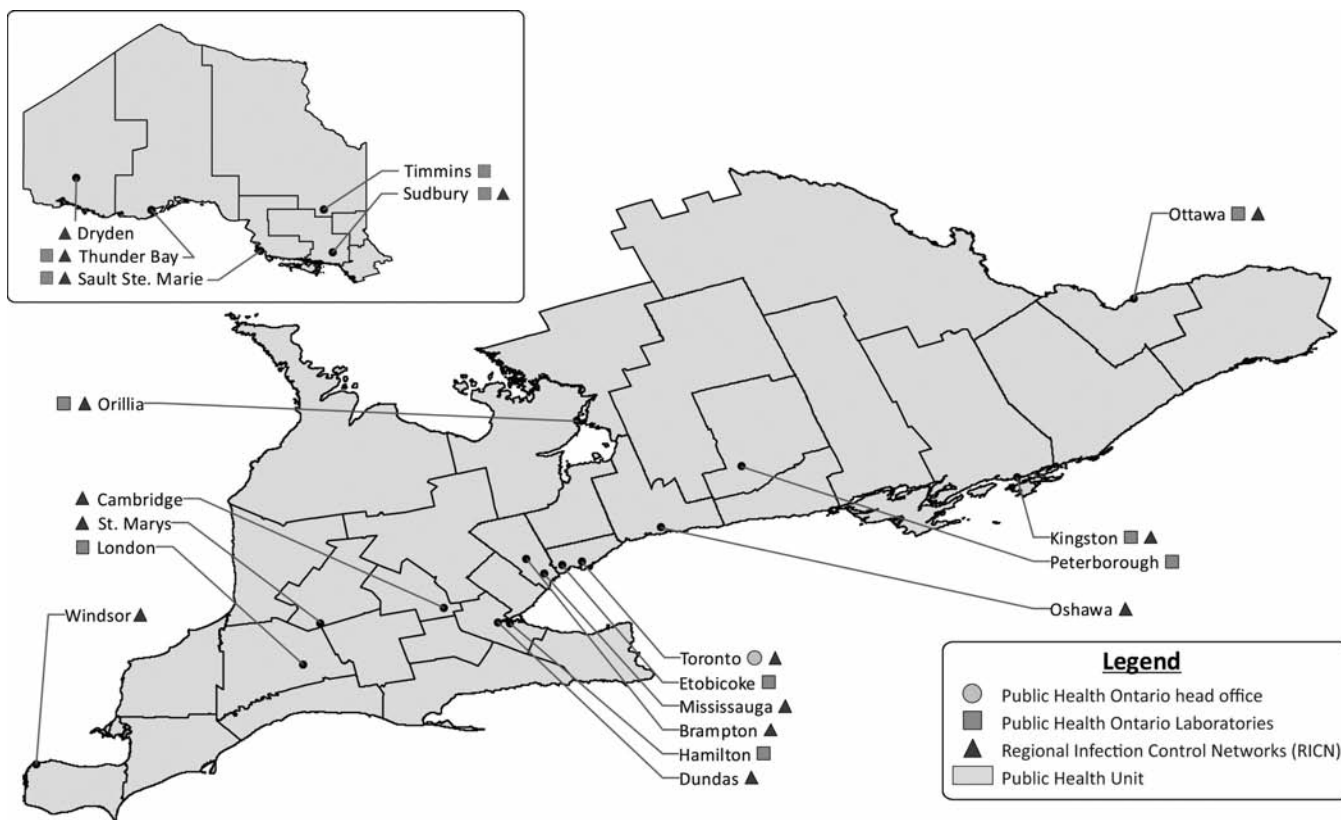 Timmins
Sudbury
Dryden
Thunder Bay
Sault Ste. Marie
Ottawa
Orillia
Cambridge
St. Marys
London
Windsor
Kingston
Peterborough
Oshawa
Toronto
Etobicoke
Mississauga
Brampton
Hamilton
Dundas
Legend
Public Health Ontario head office
Public Health Ontario Laboratories
Regional Infection Control Networks (RICN)
Public Health Unit